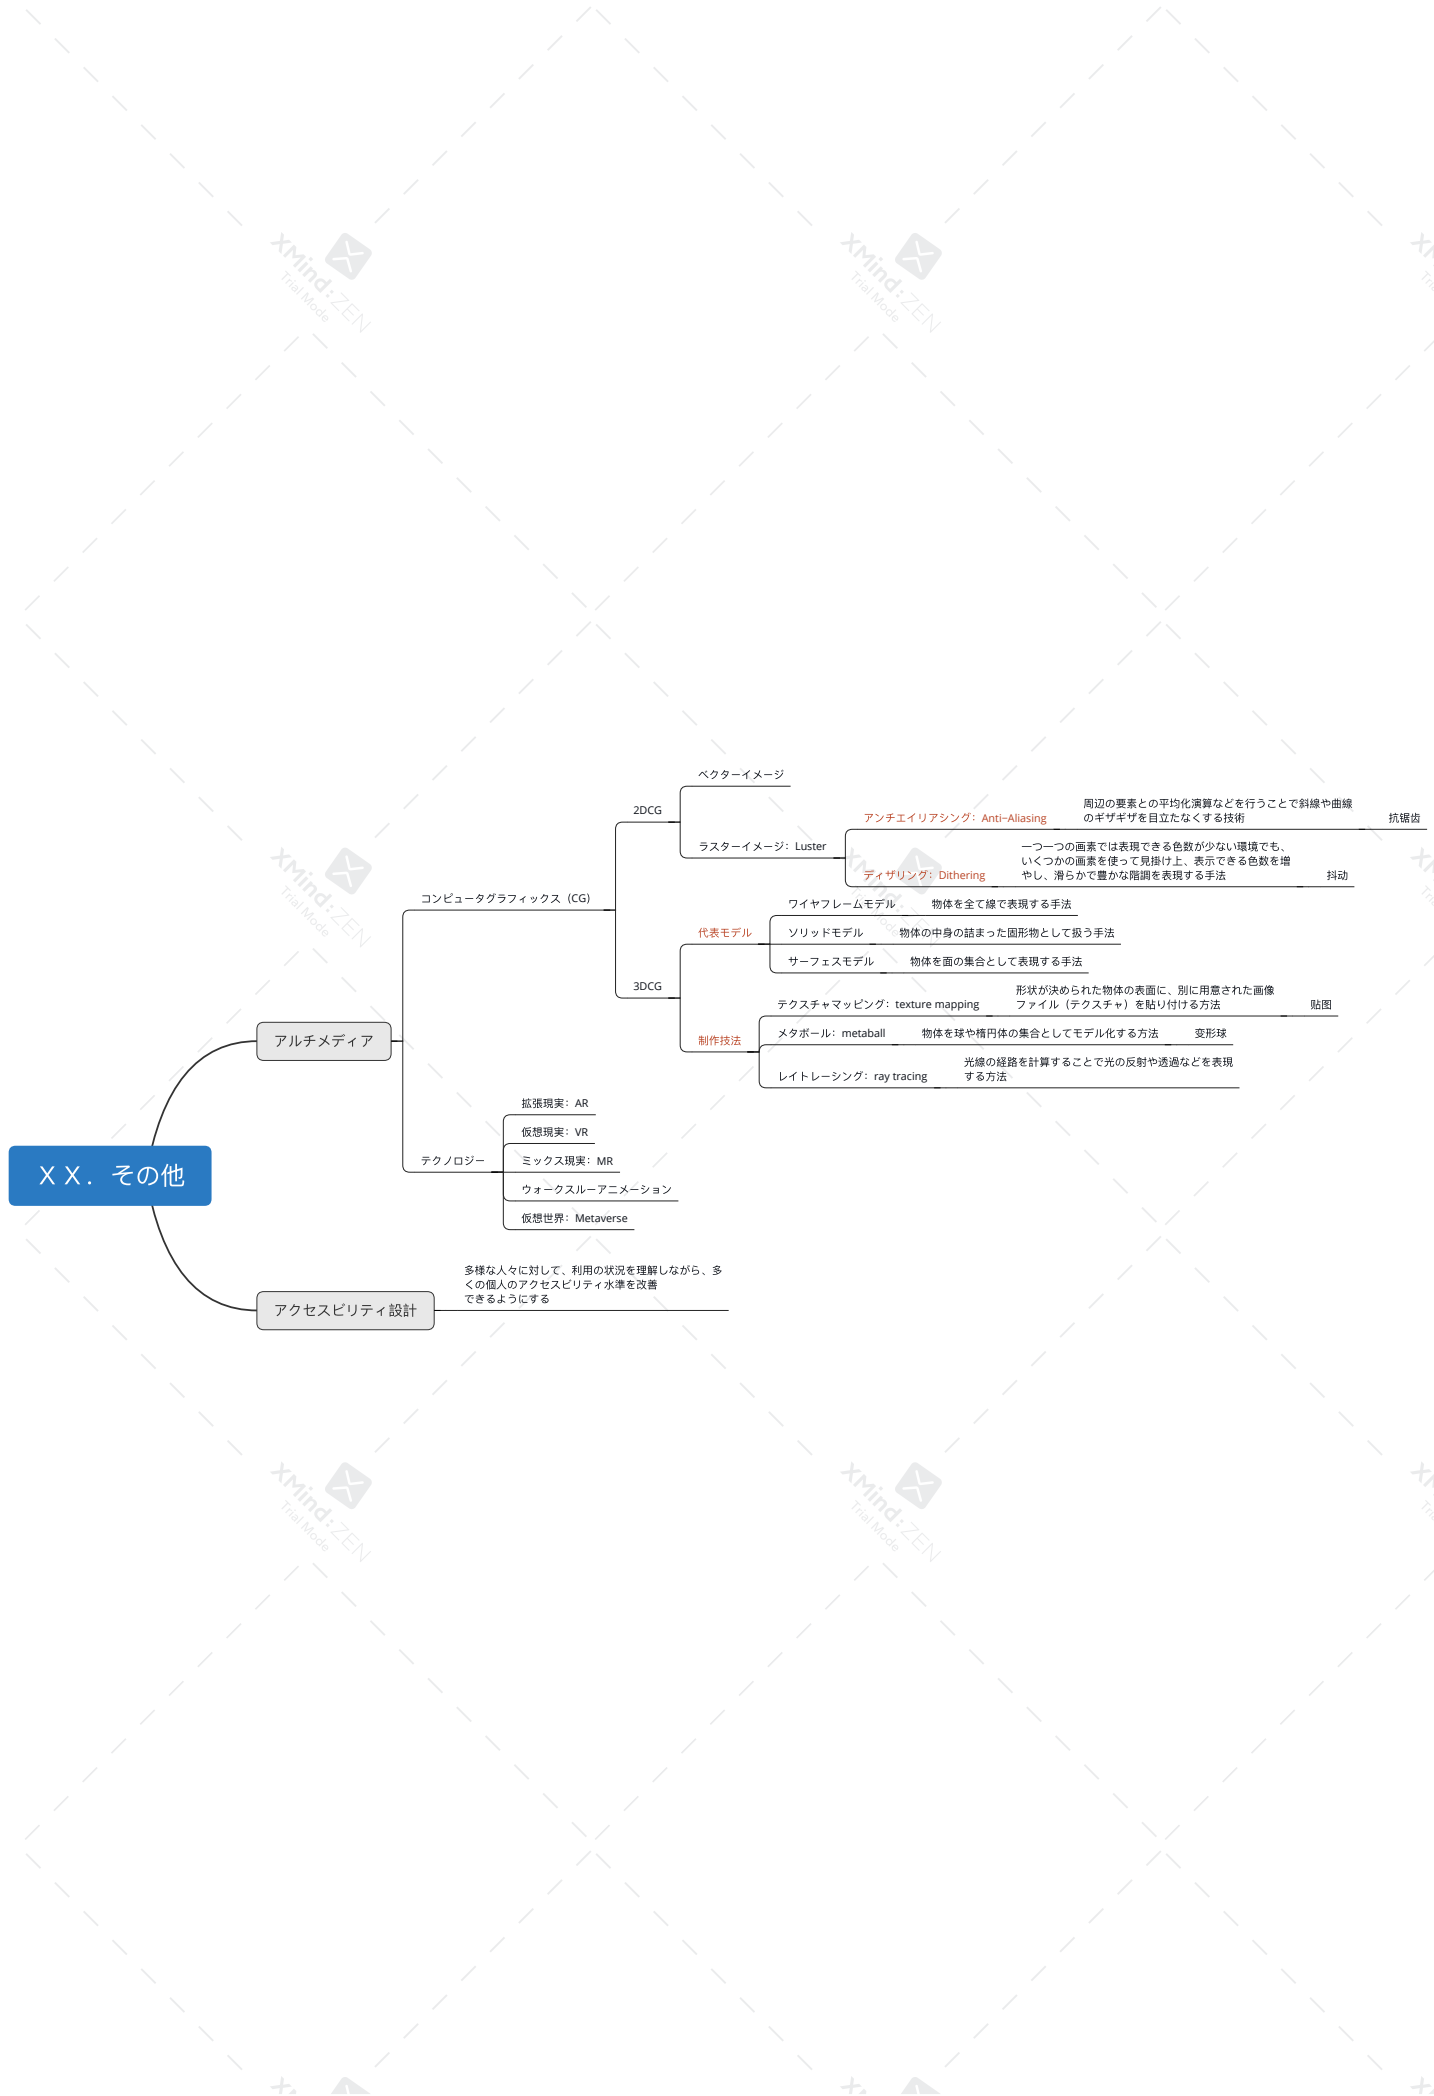 ＸＸ．その他
アルチメディア
コンピュータグラフィックス（CG）
2DCG
ベクターイメージ
ラスターイメージ：Luster
アンチエイリアシング：Anti-Aliasing
周辺の要素との平均化演算などを行うことで斜線や曲線
のギザギザを目立たなくする技術
抗锯齿
ディザリング：Dithering
一つ一つの画素では表現できる色数が少ない環境でも、
いくつかの画素を使って見掛け上、表示できる色数を増
やし、滑らかで豊かな階調を表現する手法
抖动
3DCG
代表モデル
ワイヤフレームモデル
物体を全て線で表現する手法
ソリッドモデル
物体の中身の詰まった固形物として扱う手法
サーフェスモデル
物体を面の集合として表現する手法
制作技法
テクスチャマッピング：texture mapping
形状が決められた物体の表面に、別に用意された画像
ファイル（テクスチャ）を貼り付ける方法
贴图
メタボール：metaball
物体を球や楕円体の集合としてモデル化する方法
变形球
レイトレーシング：ray tracing
光線の経路を計算することで光の反射や透過などを表現
する方法
テクノロジー
拡張現実：AR
仮想現実：VR
ミックス現実：MR
ウォークスルーアニメーション
仮想世界：Metaverse
アクセスビリティ設計
多様な人々に対して、利用の状況を理解しながら、多
くの個人のアクセスビリティ水準を改善
できるようにする
XMind:ZEN
Trial Mode
XMind:ZEN
Trial Mode
XMind:ZEN
Trial Mode
XMind:ZEN
Trial Mode
XMind:ZEN
Trial Mode
XMind:ZEN
Trial Mode